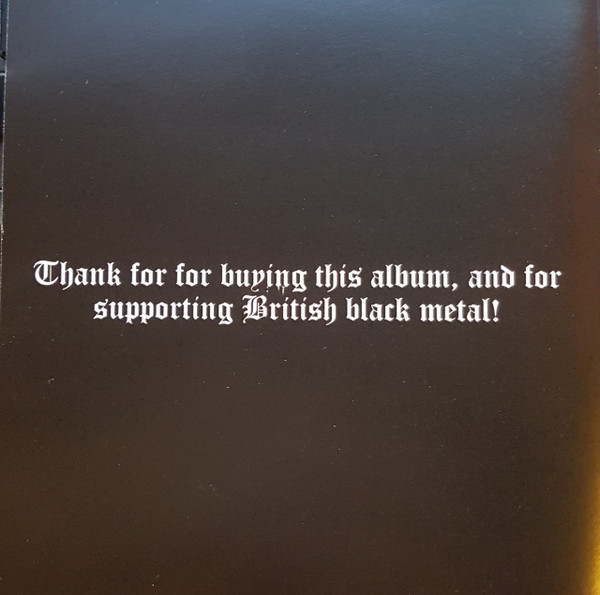 Thank for for buying this album, and for
supporting British black metal!